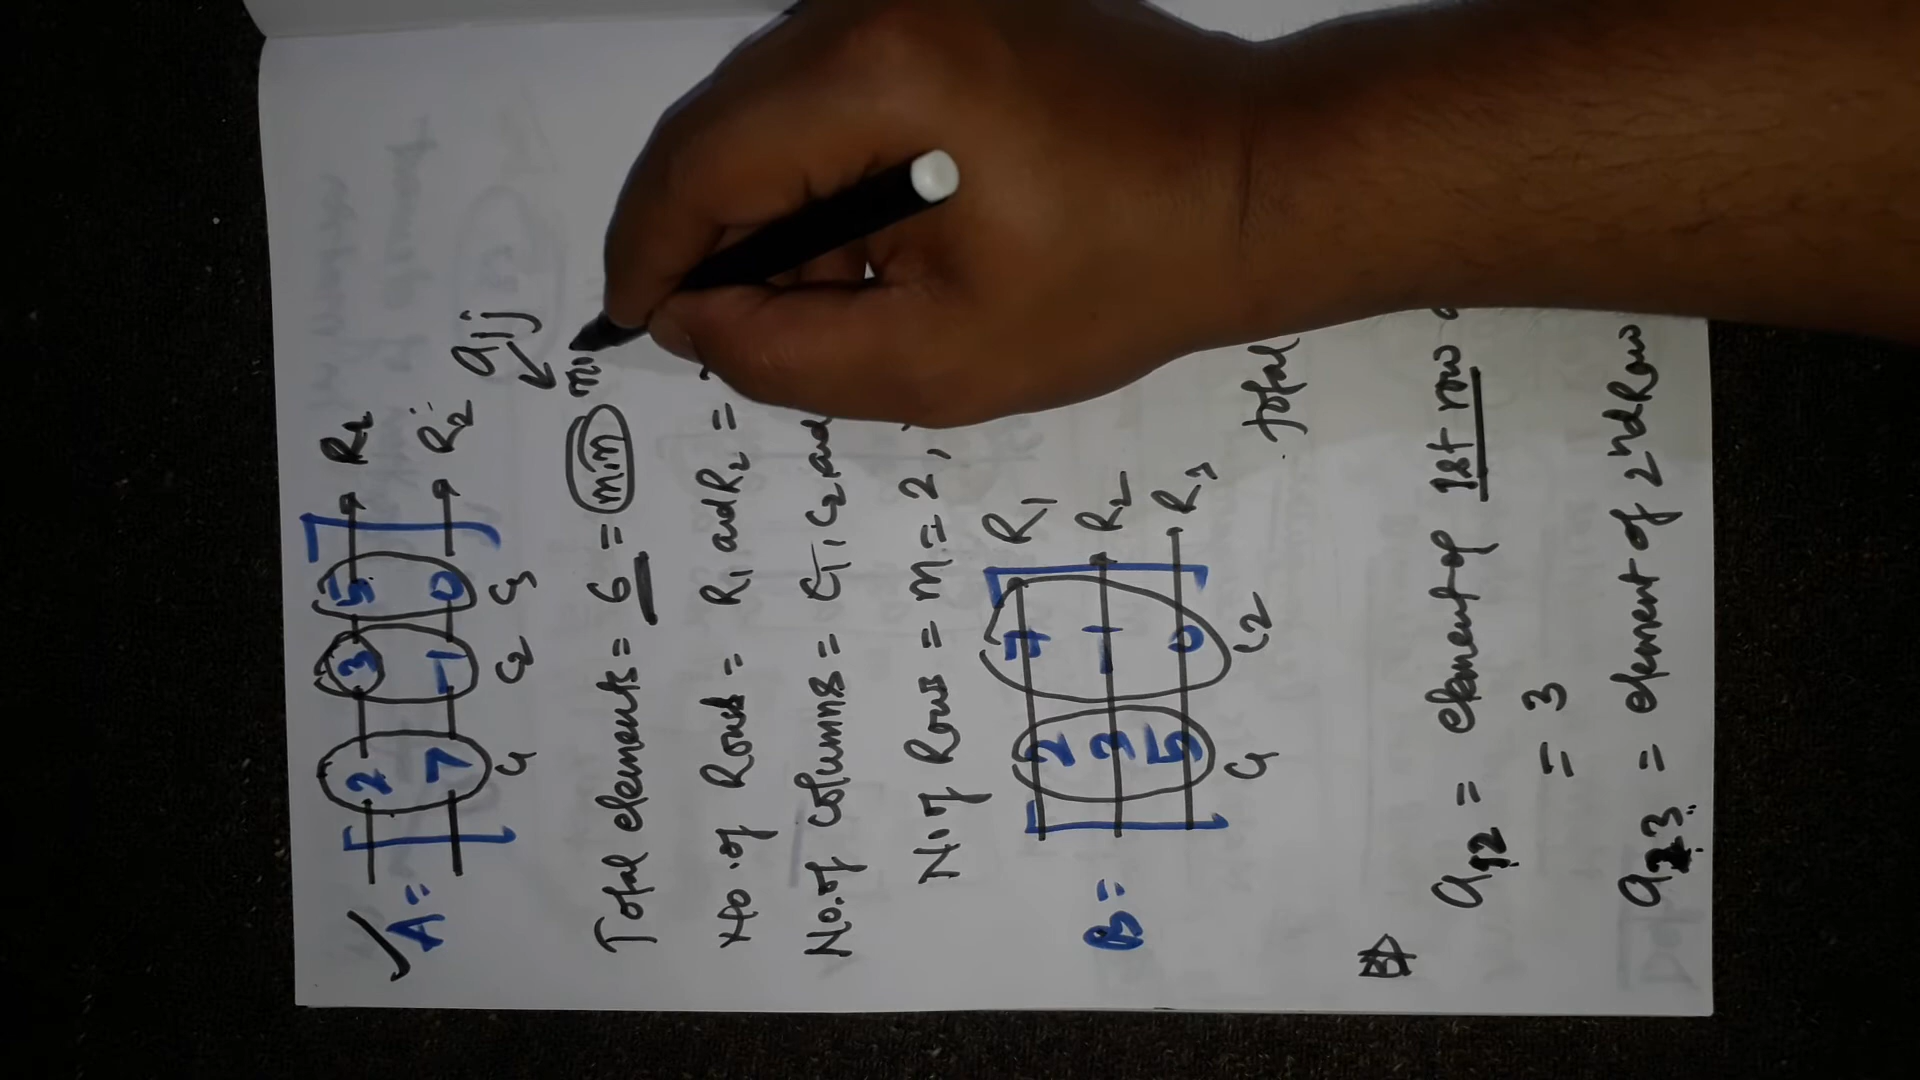 ✓ A = [ 2 3 5 → R1
7 -1 0 ] → R2
C1 C2 C3 aij
Total elements = 6 = m.n
No. of Rows = R1 and R2 =
No. of columns = C1, C2 and
N. of Rows = m = 2,
B = [ 2 7 R1
3 -1 R2
5 0 ] R3
C1 C2
total
a12 = element of 1st row
= 3
a23 = element of 2nd Row